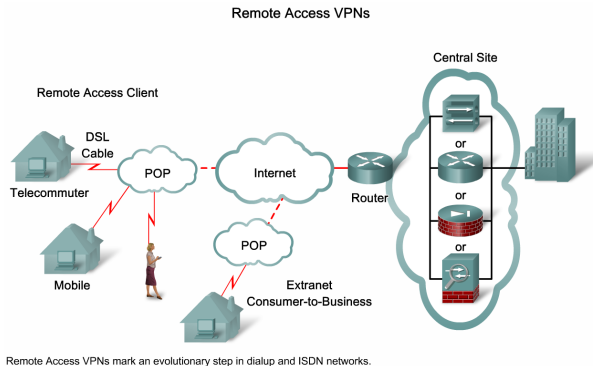 Remote Access VPNs
Central Site
Remote Access Client
DSL
Cable
POP
Internet
or
Telecommuter
Router
or
POP
or
Mobile
Extranet
Consumer-to-Business
Remote Access VPNs mark an evolutionary step in dialup and ISDN networks.